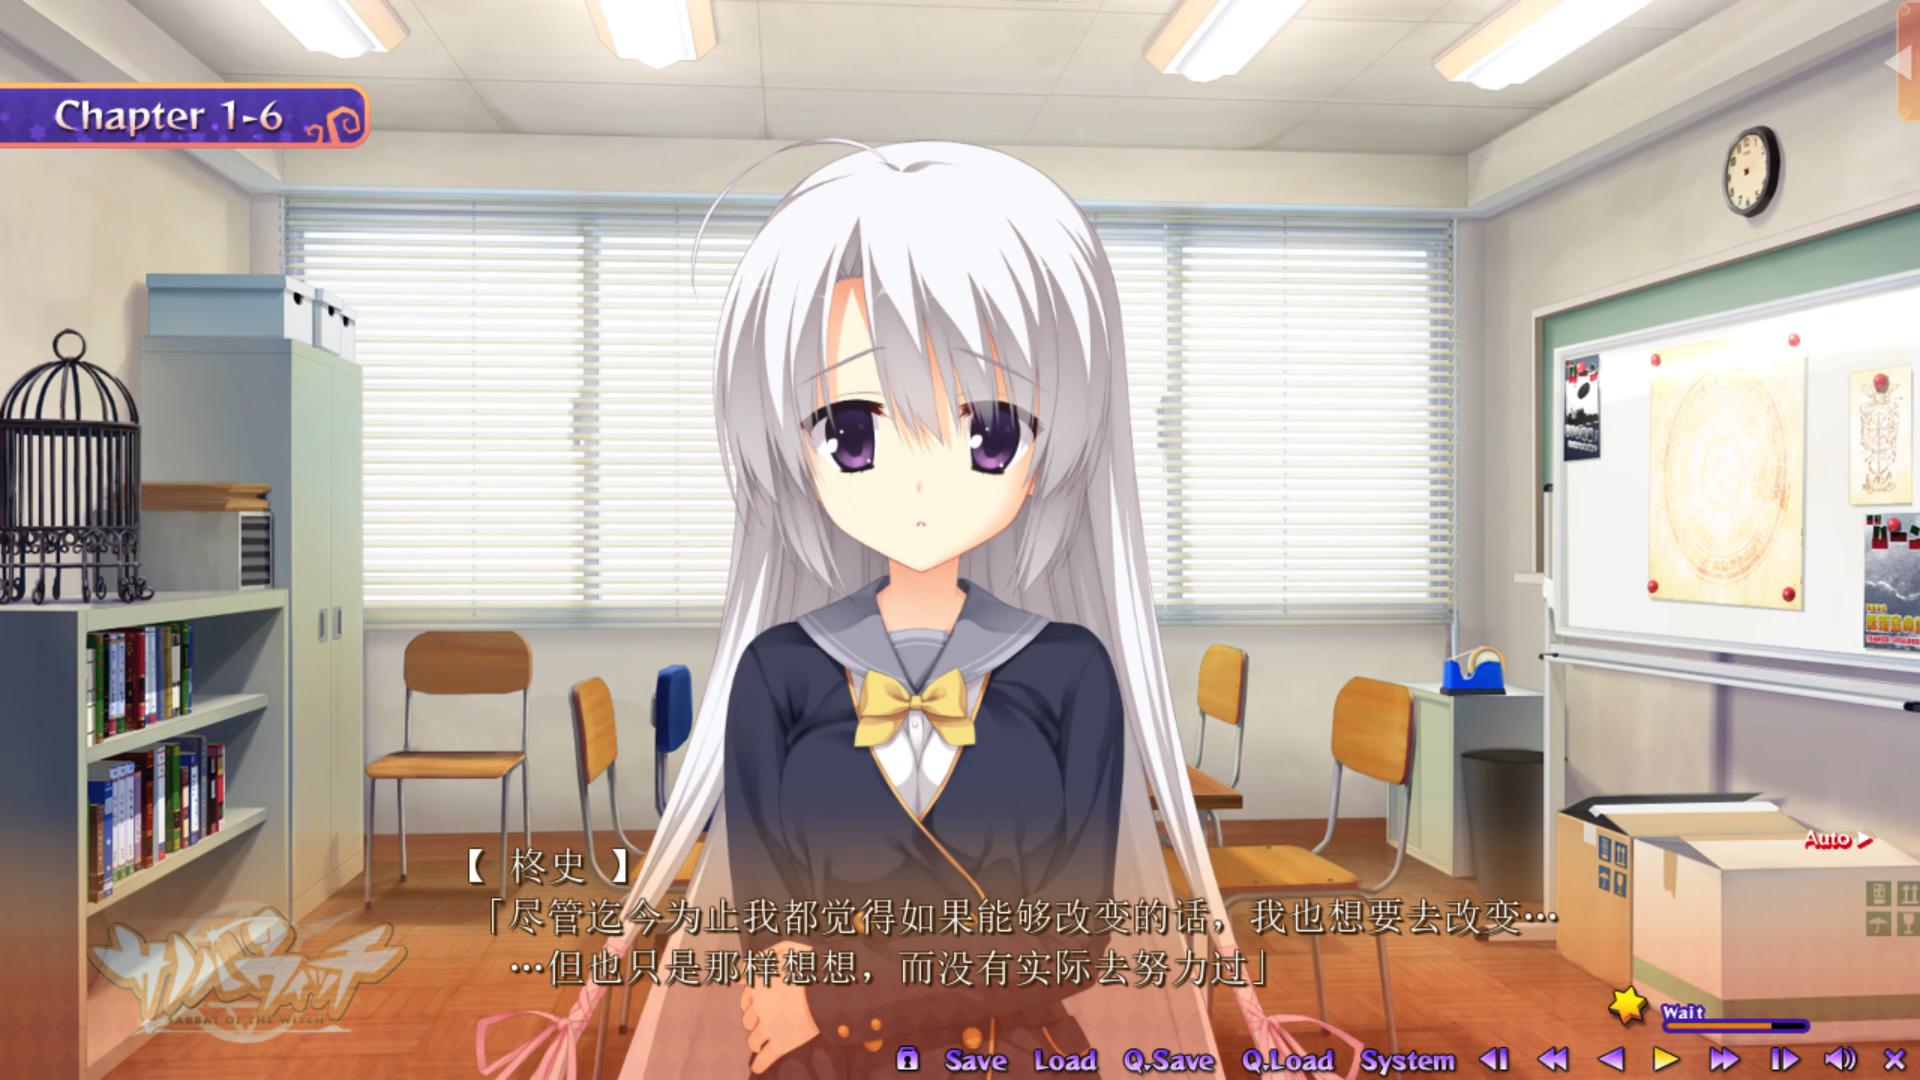 Chapter 1-6
Auto
【 柊史 】
「尽管迄今为止我都觉得如果能够改变的话，我也想要去改变…
…但也只是那样想想，而没有实际去努力过」
サノバウィッチ
SABBAT OF THE WITCH
Wait
Save Load Q.Save Q.Load System